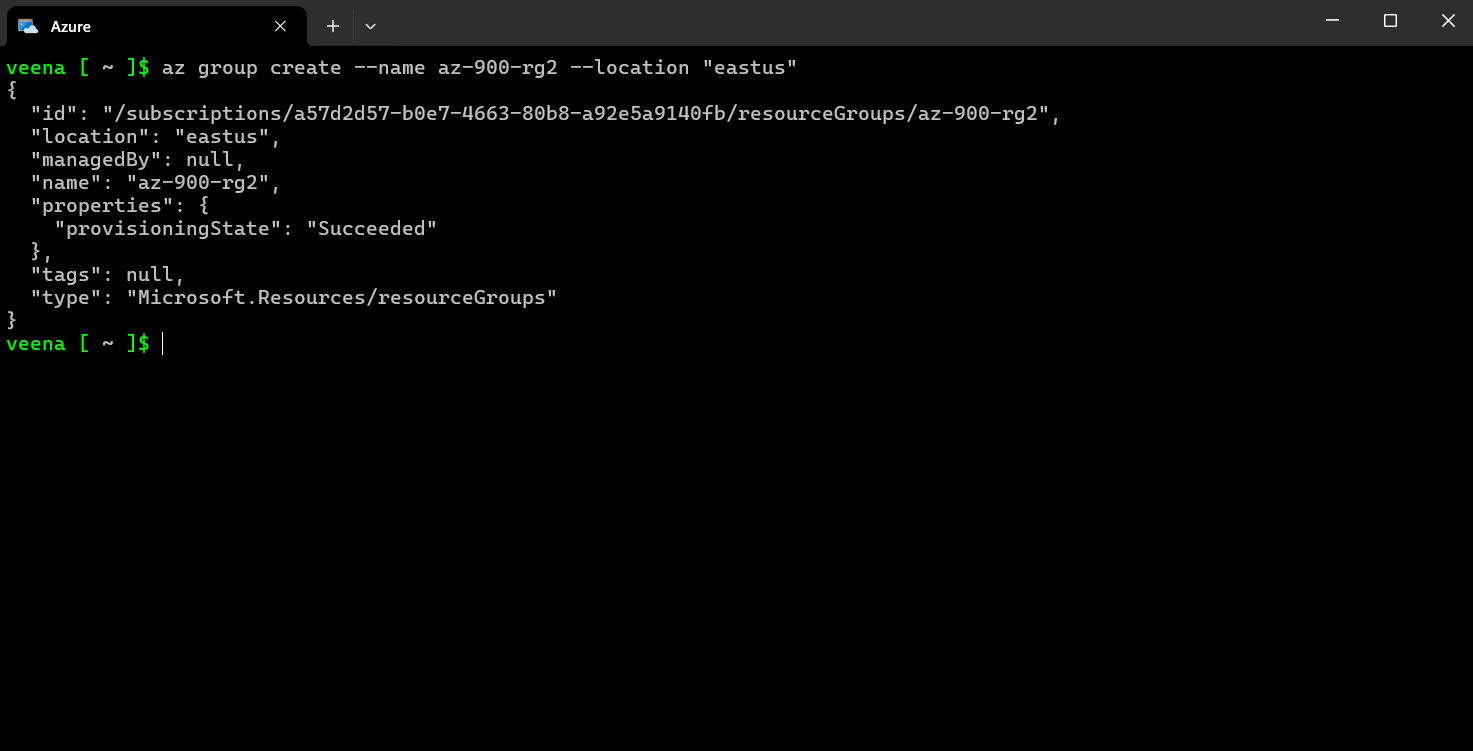 Azure
veena [ ~ ]$ az group create --name az-900-rg2 --location "eastus"
{
  "id": "/subscriptions/a57d2d57-b0e7-4663-80b8-a92e5a9140fb/resourceGroups/az-900-rg2",
  "location": "eastus",
  "managedBy": null,
  "name": "az-900-rg2",
  "properties": {
    "provisioningState": "Succeeded"
  },
  "tags": null,
  "type": "Microsoft.Resources/resourceGroups"
}
veena [ ~ ]$